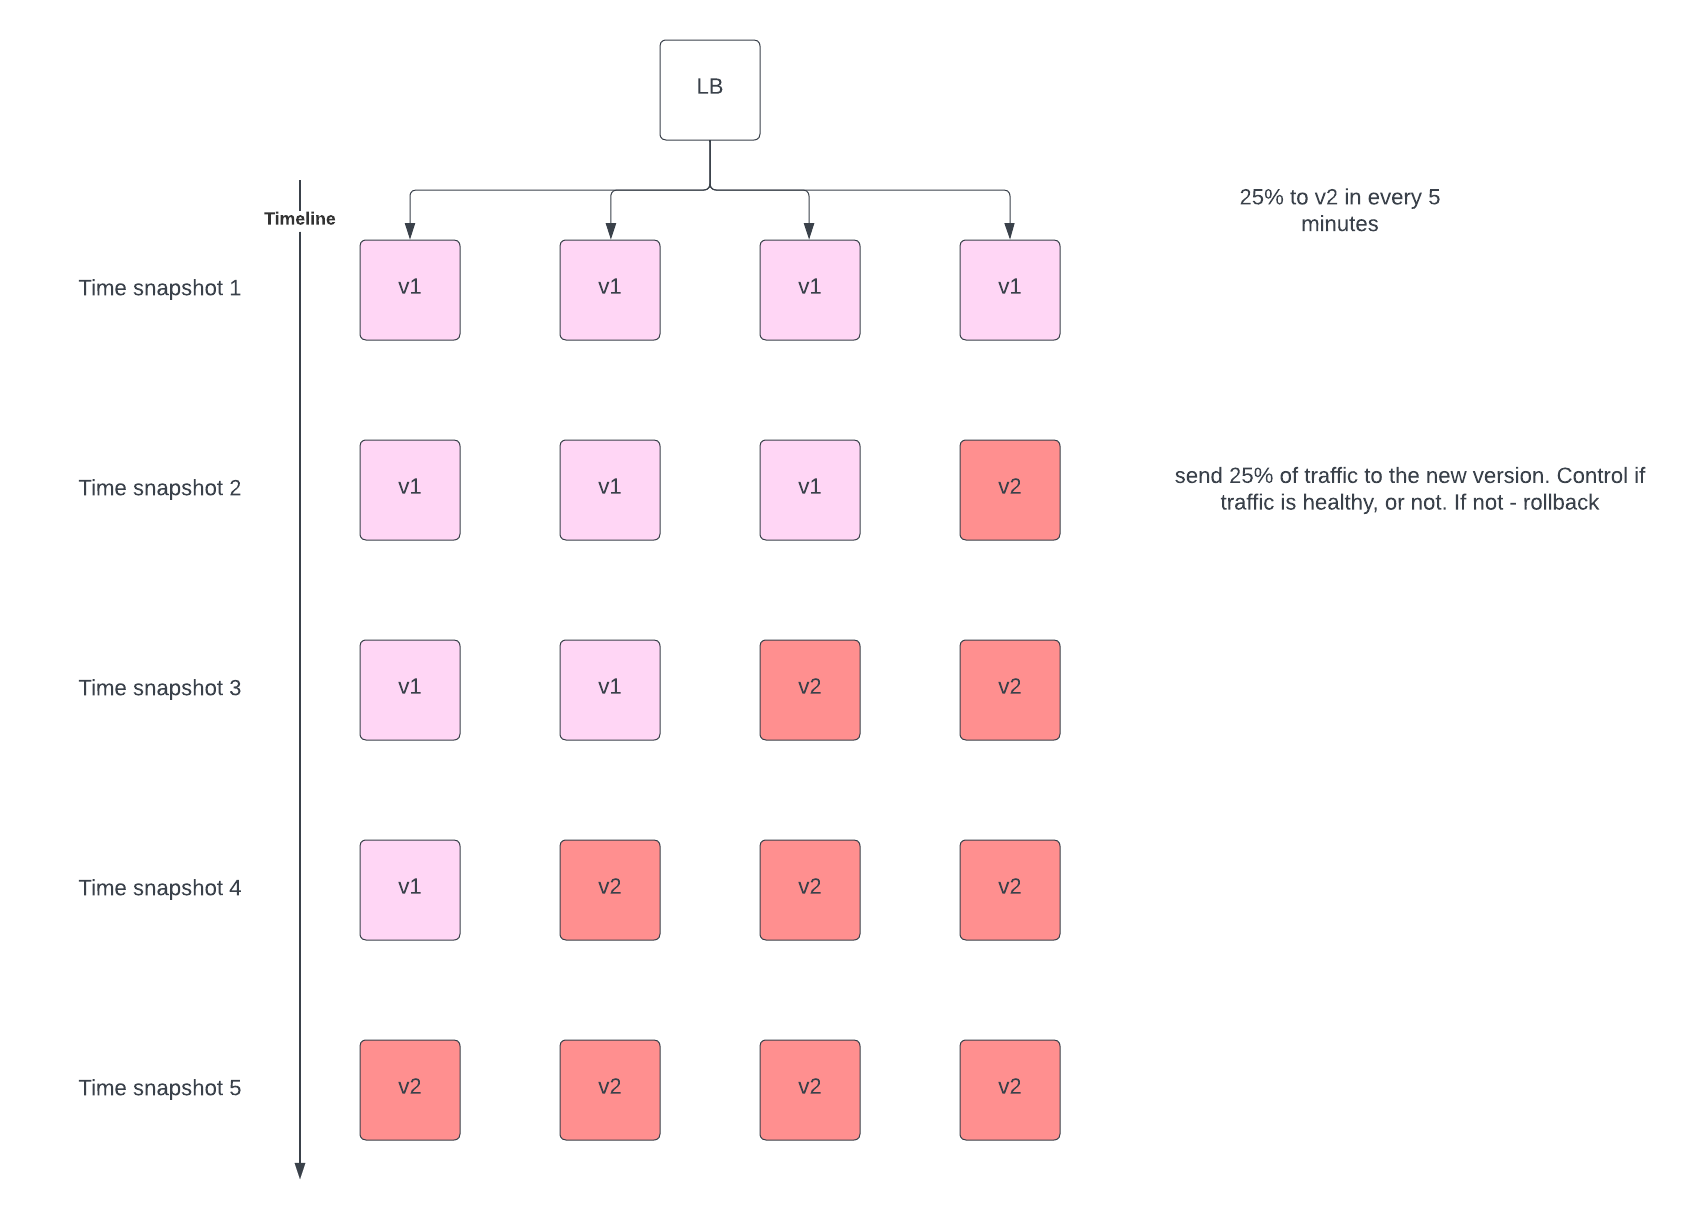 LB
Timeline
25% to v2 in every 5
minutes
Time snapshot 1
v1
v1
v1
v1
Time snapshot 2
v1
v1
v1
v2
send 25% of traffic to the new version. Control if
traffic is healthy, or not. If not - rollback
Time snapshot 3
v1
v1
v2
v2
Time snapshot 4
v1
v2
v2
v2
Time snapshot 5
v2
v2
v2
v2